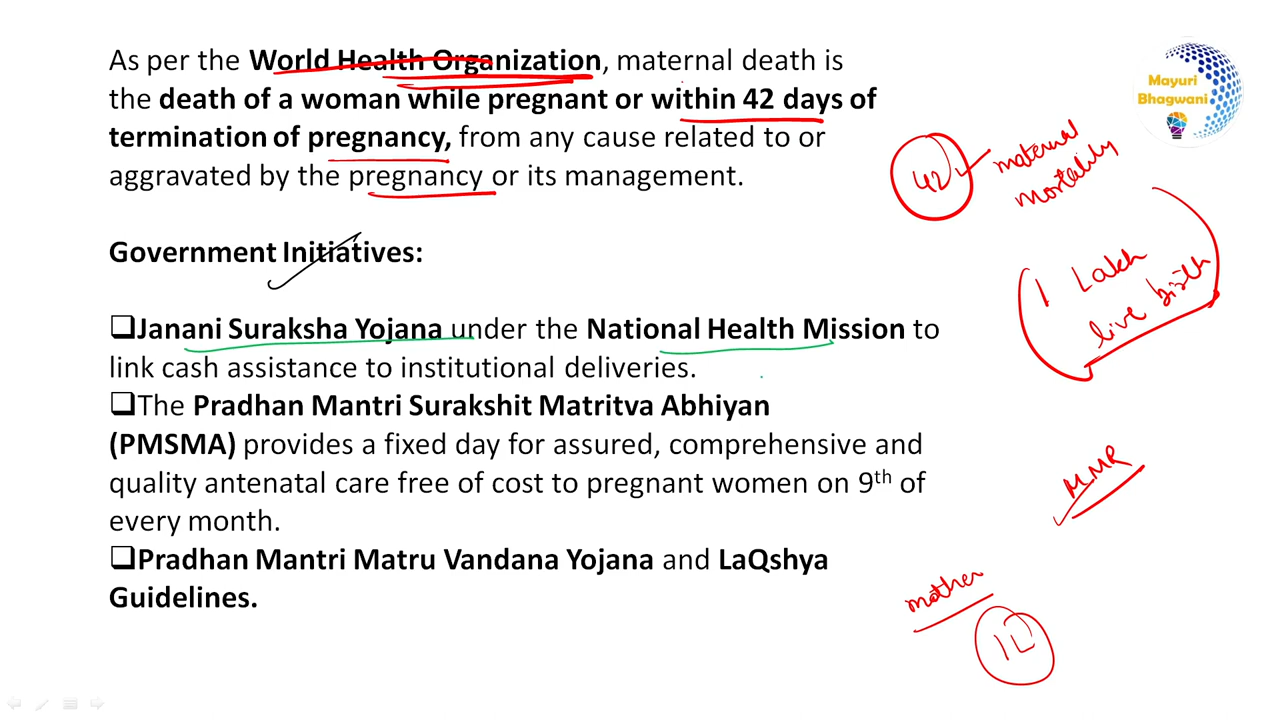 As per the World Health Organization, maternal death is
the death of a woman while pregnant or within 42 days of
termination of pregnancy, from any cause related to or
aggravated by the pregnancy or its management.
Mayuri
Bhagwani
42
maternal
mortality
Government Initiatives:
1 Lakh
live birth
❑Janani Suraksha Yojana under the National Health Mission to
link cash assistance to institutional deliveries.
❑The Pradhan Mantri Surakshit Matritva Abhiyan
(PMSMA) provides a fixed day for assured, comprehensive and
quality antenatal care free of cost to pregnant women on 9th of
every month.
MMR
❑Pradhan Mantri Matru Vandana Yojana and LaQshya
Guidelines.
mother
1L